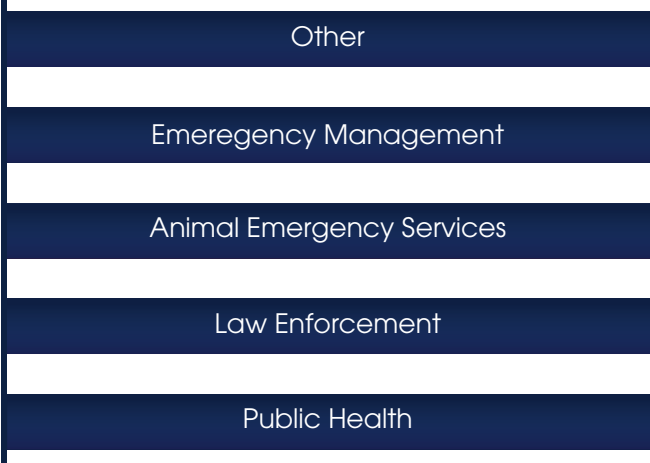 Other
Emeregency Management
Animal Emergency Services
Law Enforcement
Public Health